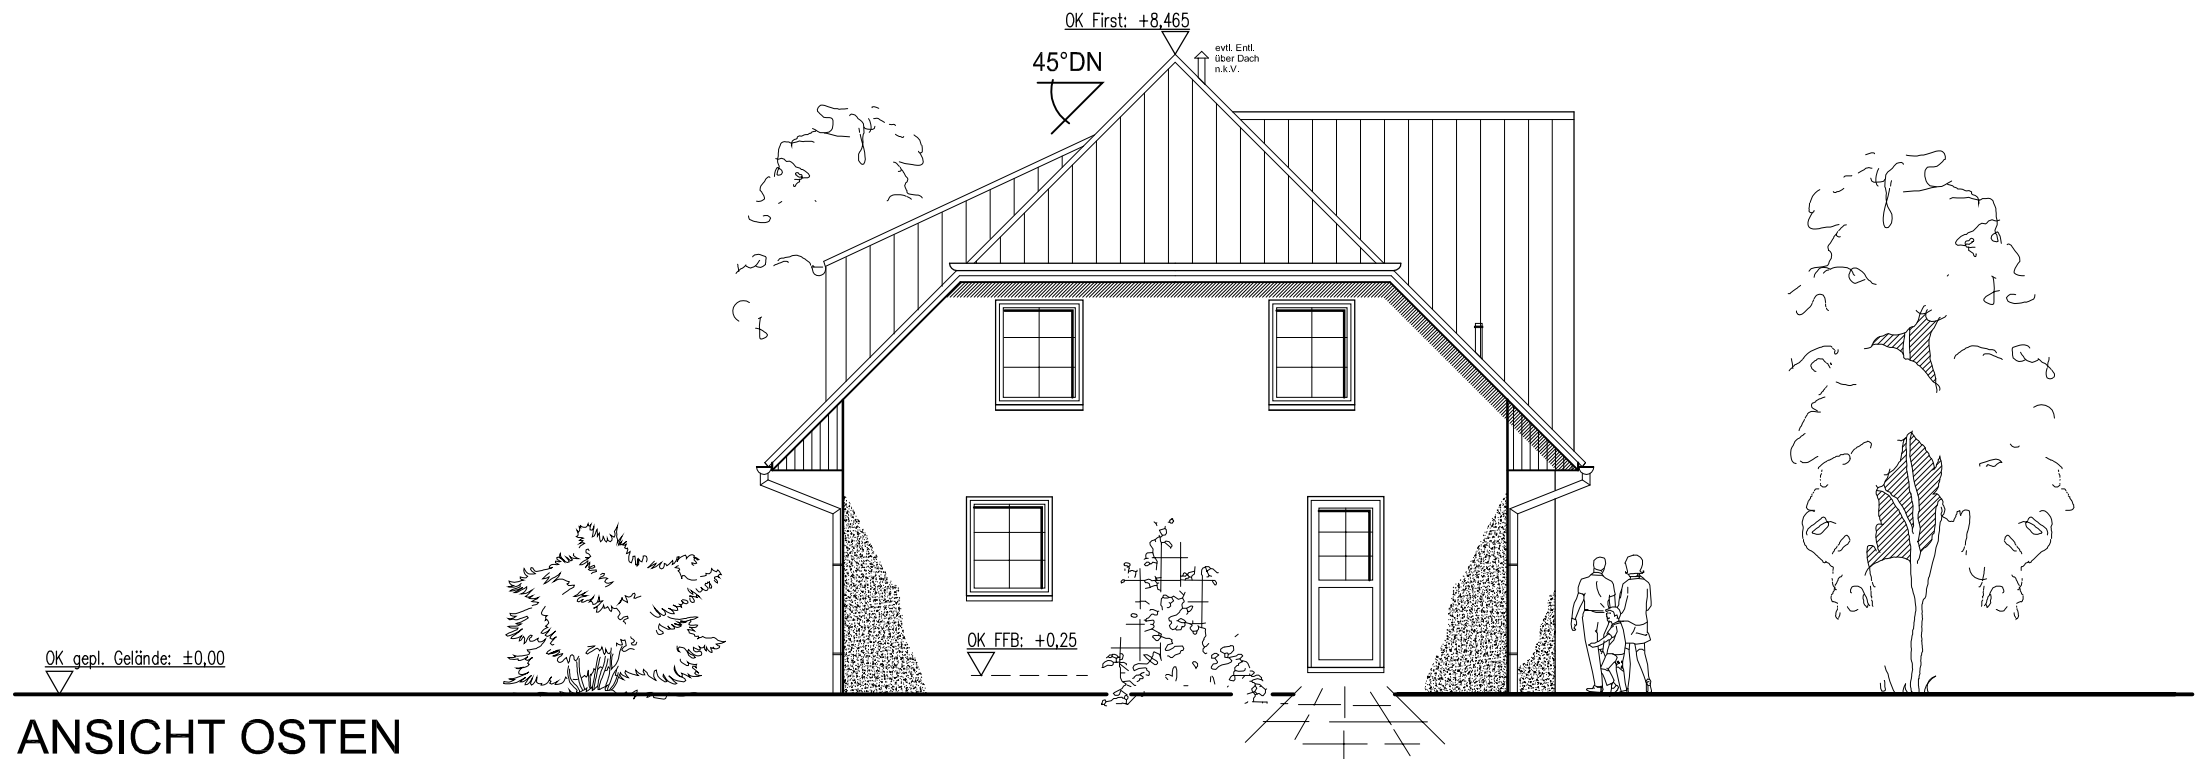 OK First: +8,465
evtl. Entl.
über Dach
n.k.V.
45°DN
OK FFB: +0,25
OK gepl. Gelände: ±0,00
ANSICHT OSTEN